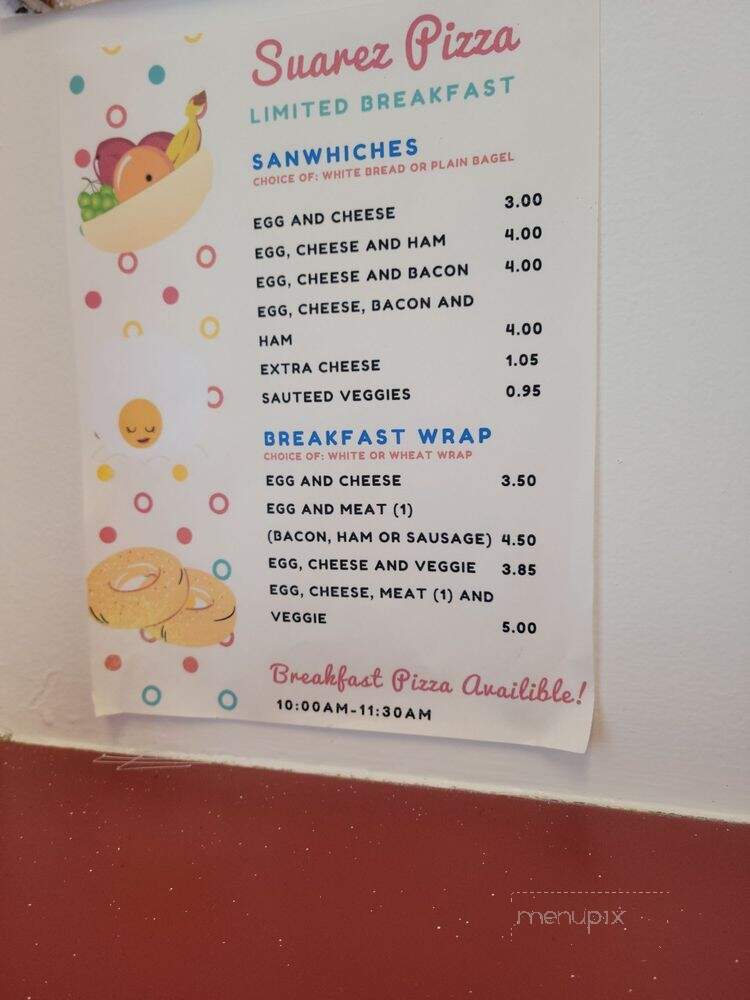 Suarez Pizza
LIMITED BREAKFAST
SANWHICHES
CHOICE OF: WHITE BREAD OR PLAIN BAGEL
EGG AND CHEESE 3.00
EGG, CHEESE AND HAM 4.00
EGG, CHEESE AND BACON 4.00
EGG, CHEESE, BACON AND
HAM 4.00
EXTRA CHEESE 1.05
SAUTEED VEGGIES 0.95
BREAKFAST WRAP
CHOICE OF: WHITE OR WHEAT WRAP
EGG AND CHEESE 3.50
EGG AND MEAT (1)
(BACON, HAM OR SAUSAGE) 4.50
EGG, CHEESE AND VEGGIE 3.85
EGG, CHEESE, MEAT (1) AND
VEGGIE 5.00
Breakfast Pizza Availible!
10:00AM-11:30AM
menupix